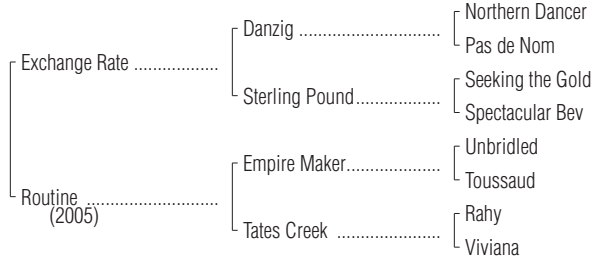 Northern Dancer
Danzig ..............................
Pas de Nom
Exchange Rate ..................
Seeking the Gold
Sterling Pound..................
Spectacular Bev
Unbridled
Empire Maker....................
Toussaud
Routine ............................
(2005)
Rahy
Tates Creek ......................
Viviana